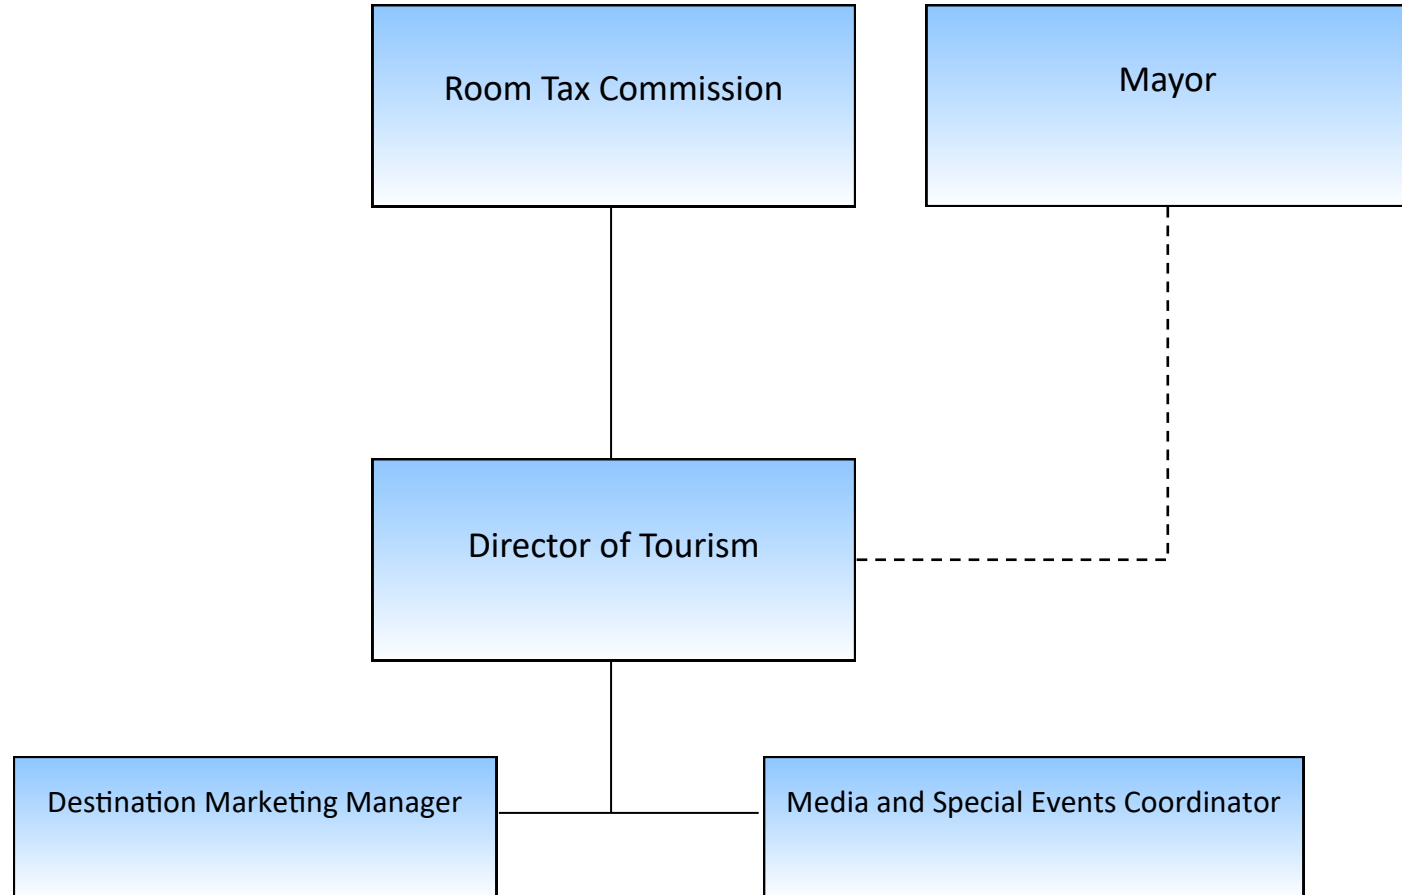 Room Tax Commission
Mayor
Director of Tourism
Destination Marketing Manager
Media and Special Events Coordinator